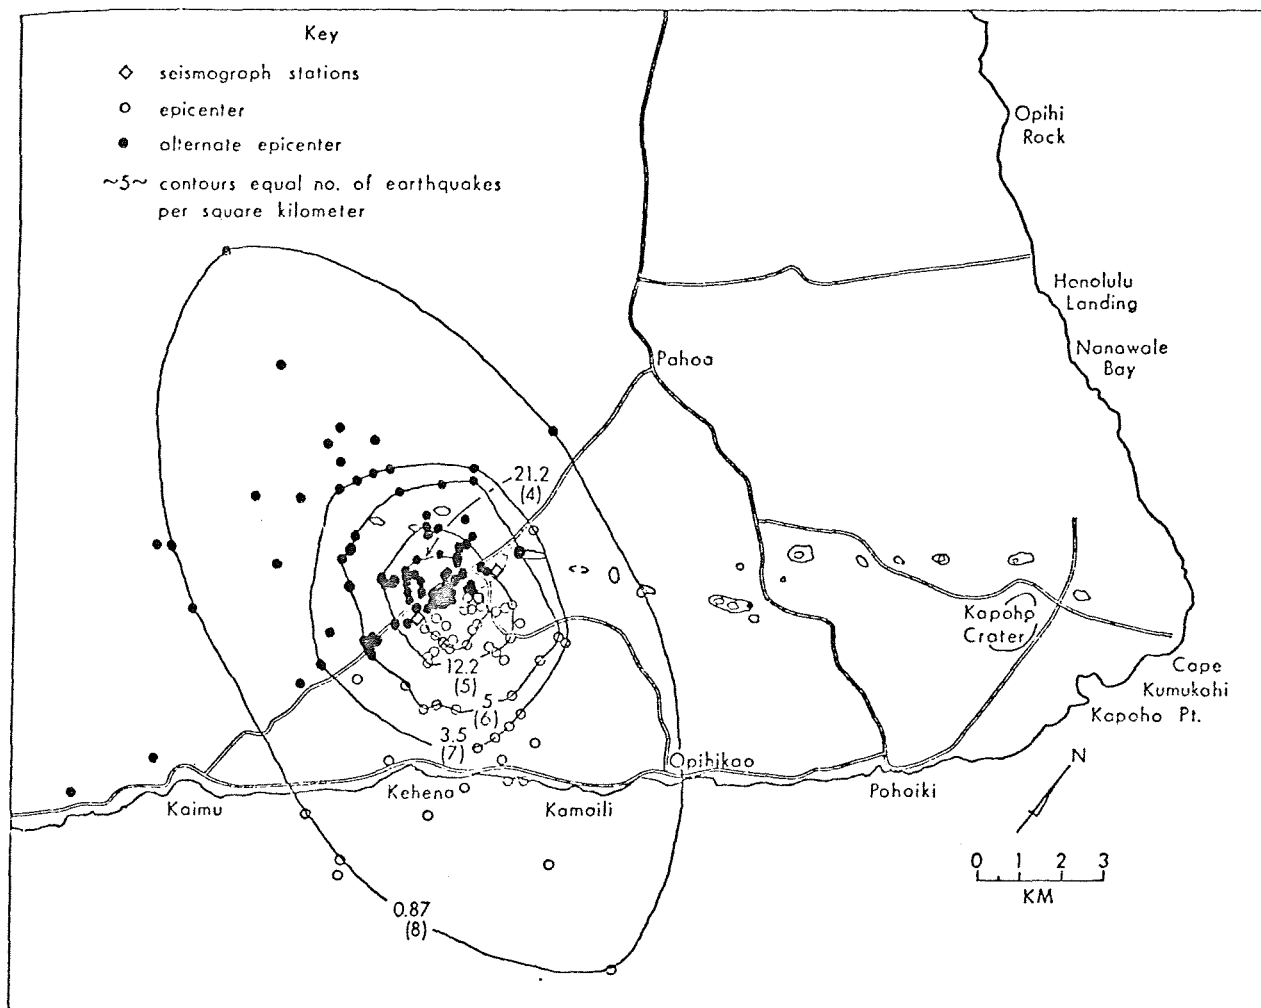 Key
seismograph stations
epicenter
alternate epicenter
~5~ contours equal no. of earthquakes
per square kilometer
Opihi
Rock
Honolulu
Landing
Nanawale
Bay
Pahoa
21.2
(4)
Kapoho
Crater
12.2
(5)
5
(6)
3.5
(7)
Cape
Kumukahi
Kapoho Pt.
Opihikao
Pohoiki
Kaimu
Kehena
Kamaili
N
0 1 2 3
KM
0.87
(8)